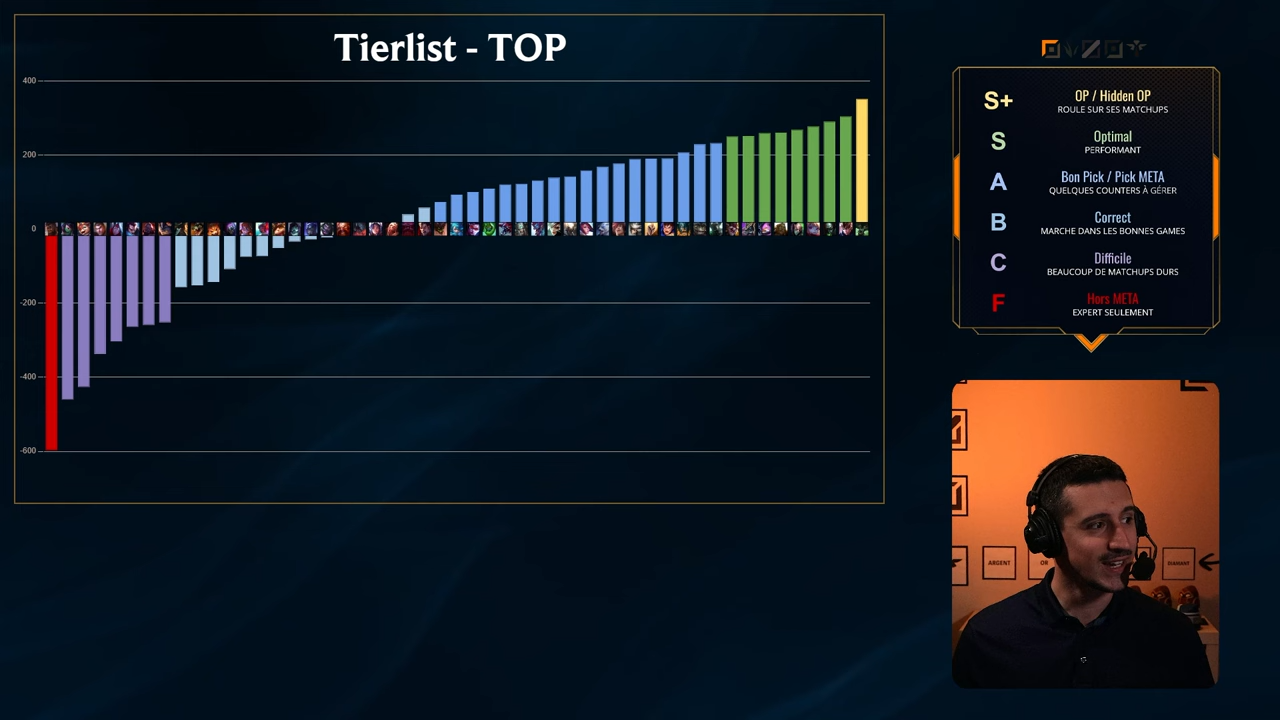 Tierlist - TOP
400
200
0
-200
-400
-600
S+
OP / Hidden OP
ROULE SUR SES MATCHUPS
S
Optimal
PERFORMANT
A
Bon Pick / Pick META
QUELQUES COUNTERS À GÉRER
B
Correct
MARCHE DANS LES BONNES GAMES
C
Difficile
BEAUCOUP DE MATCHUPS DURS
F
Hors META
EXPERT SEULEMENT
ARGENT
OR
DIAMANT